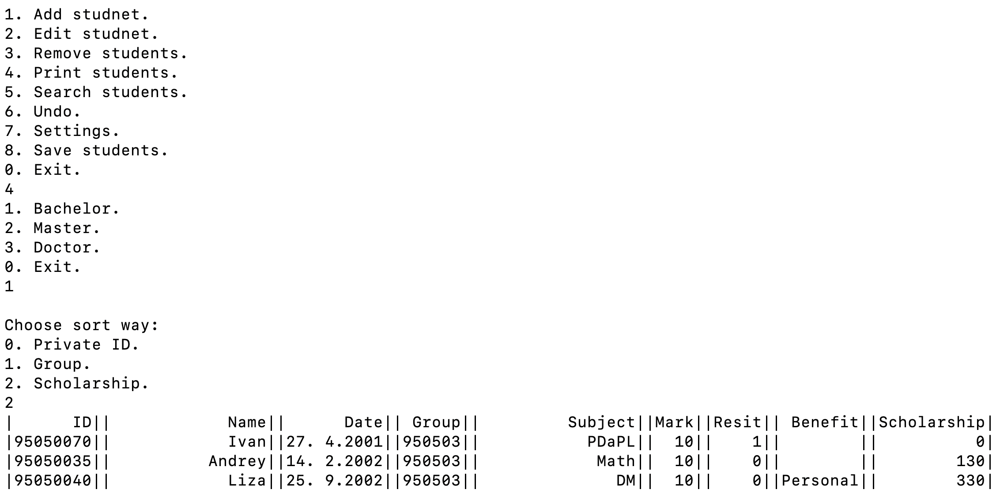 1. Add studnet.
2. Edit studnet.
3. Remove students.
4. Print students.
5. Search students.
6. Undo.
7. Settings.
8. Save students.
0. Exit.
4
1. Bachelor.
2. Master.
3. Doctor.
0. Exit.
1

Choose sort way:
0. Private ID.
1. Group.
2. Scholarship.
2
|      ID||            Name||      Date|| Group||         Subject||Mark||Resit|| Benefit||Scholarship|
|95050070||            Ivan||27. 4.2001||950503||           PDaPL||  10||    1||        ||          0|
|95050035||          Andrey||14. 2.2002||950503||            Math||  10||    0||        ||        130|
|95050040||            Liza||25. 9.2002||950503||              DM||  10||    0||Personal||        330|